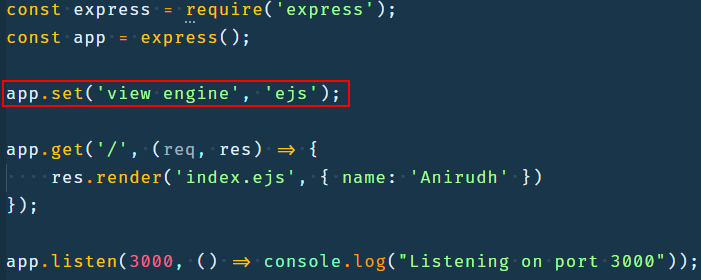 const express = require('express');
const app = express();
app.set('view engine', 'ejs');
app.get('/', (req, res) => {
res.render('index.ejs', { name: 'Anirudh' })
});
app.listen(3000, () => console.log("Listening on port 3000"));